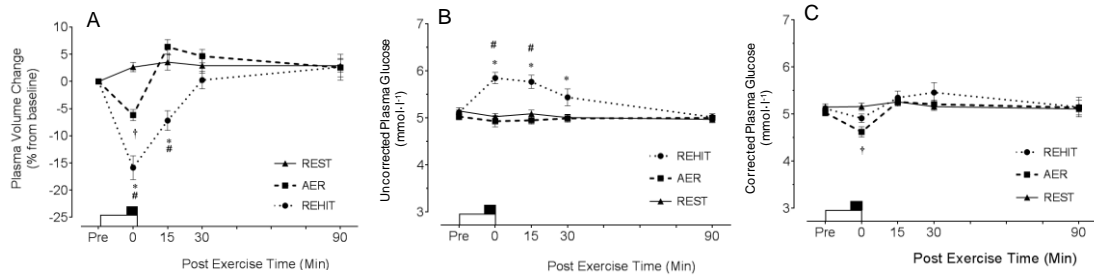 A
Plasma Volume Change
(% from baseline)
10
5
0
-5
-10
-15
-20
-25
†
*
#
*
#
REST
AER
REHIT
Pre
0
15
30
90
Post Exercise Time (Min)
B
Uncorrected Plasma Glucose
(mmol·l⁻¹)
7
6
5
4
3
#
*
#
*
*
REHIT
AER
REST
Pre
0
15
30
90
Post Exercise Time (Min)
C
Corrected Plasma Glucose
(mmol·l⁻¹)
7
6
5
4
3
†
REHIT
AER
REST
Pre
0
15
30
90
Post Exercise Time (Min)